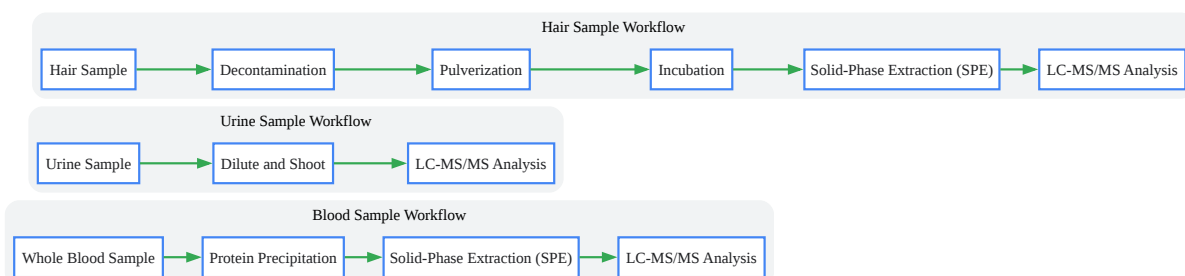 Hair Sample Workflow
Hair Sample
Decontamination
Pulverization
Incubation
Solid-Phase Extraction (SPE)
LC-MS/MS Analysis
Urine Sample Workflow
Urine Sample
Dilute and Shoot
LC-MS/MS Analysis
Blood Sample Workflow
Whole Blood Sample
Protein Precipitation
Solid-Phase Extraction (SPE)
LC-MS/MS Analysis